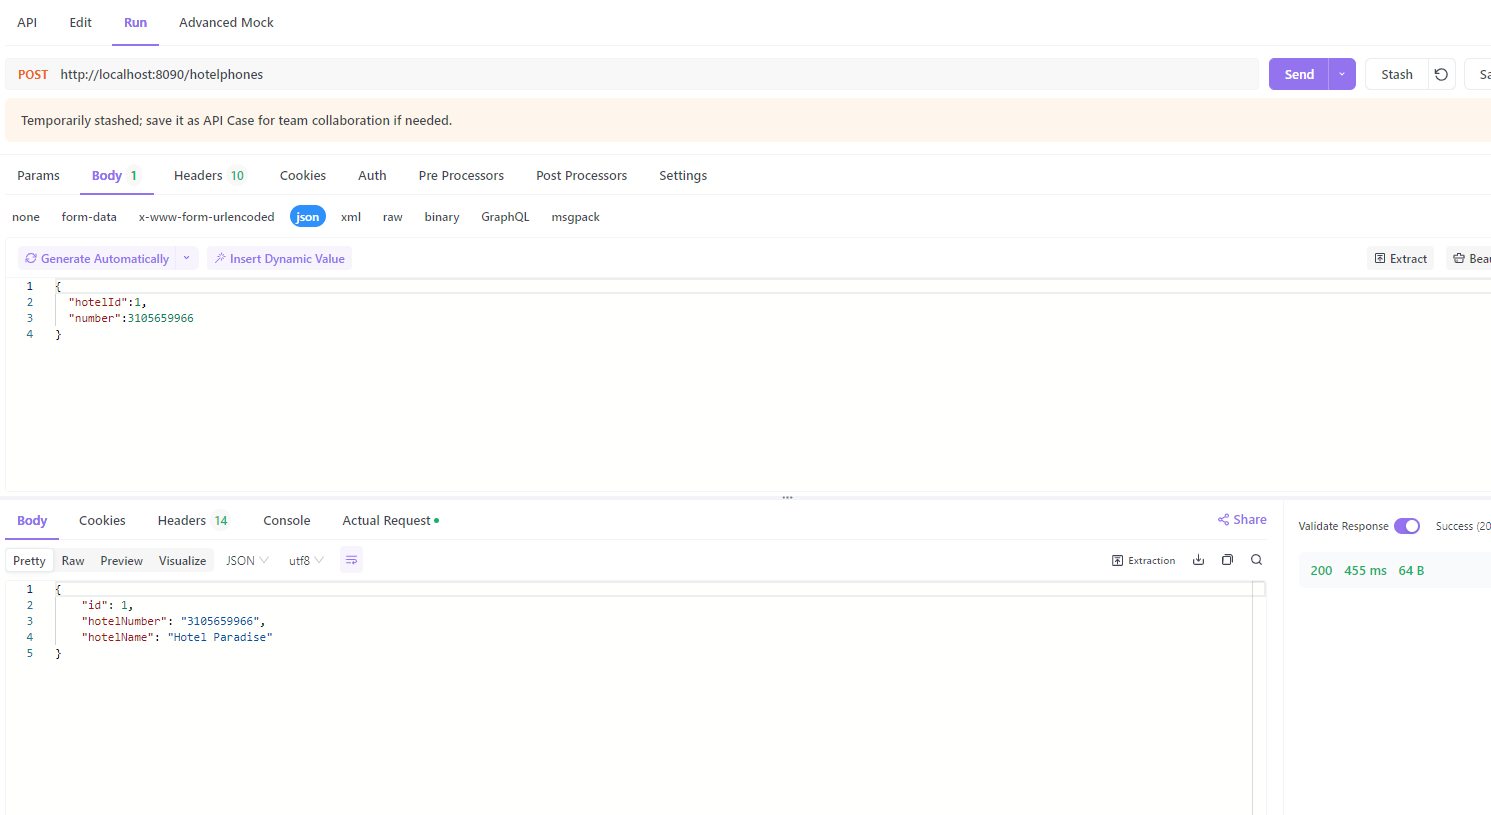 API Edit Run Advanced Mock
POST http://localhost:8090/hotelphones Send Stash
Temporarily stashed; save it as API Case for team collaboration if needed.
Params Body 1 Headers 10 Cookies Auth Pre Processors Post Processors Settings
none form-data x-www-form-urlencoded json xml raw binary GraphQL msgpack
Generate Automatically Insert Dynamic Value Extract
1 {
2 "hotelId":1,
3 "number":3105659966
4 }
Body Cookies Headers 14 Console Actual Request Share Validate Response Success (20
Pretty Raw Preview Visualize JSON utf8 Extraction
200 455 ms 64 B
1 {
2 "id": 1,
3 "hotelNumber": "3105659966",
4 "hotelName": "Hotel Paradise"
5 }